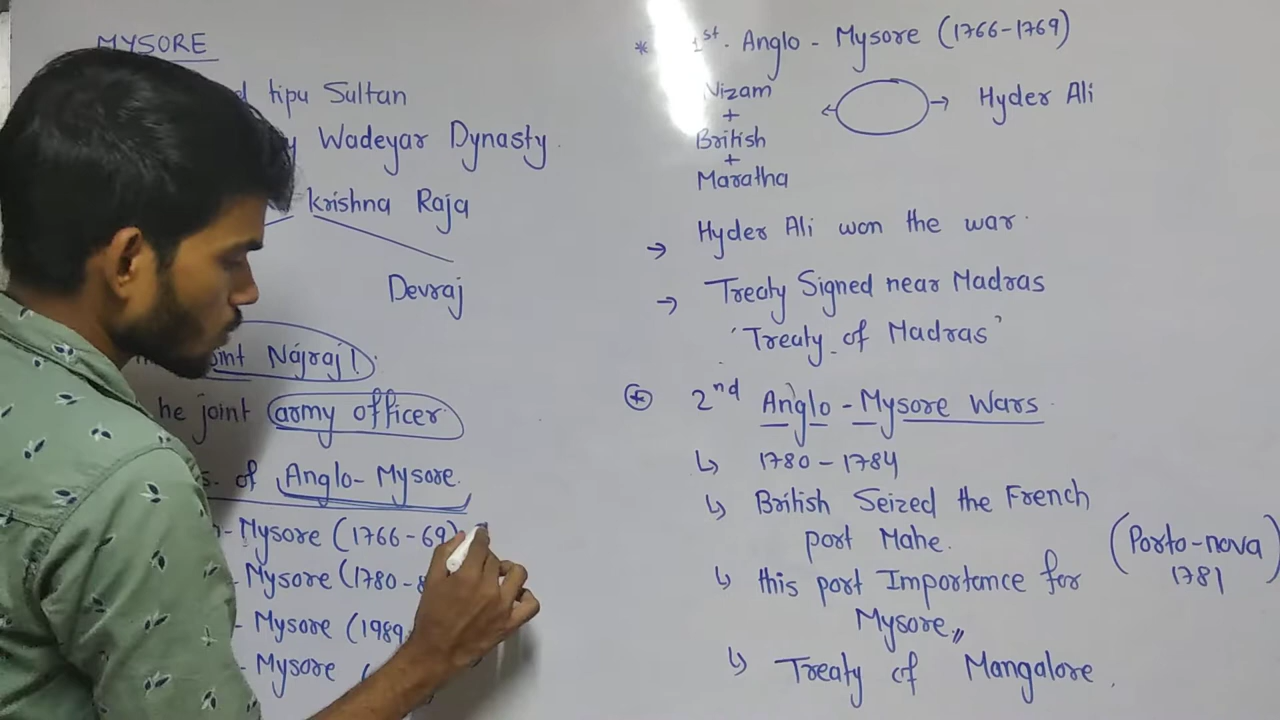 MYSORE
tipu Sultan
Wadeyar Dynasty
krishna Raja
Devraj
Najraj
he joint army officer
of Anglo-Mysore
- Mysore (1766-69)
- Mysore (1780-8
- Mysore (1989
- Mysore (
* 1st. Anglo - Mysore (1766-1769)
Nizam
+
British
+
Maratha
← → Hyder Ali
→ Hyder Ali won the war.
→ Treaty Signed near Madras
'Treaty of Madras'
* 2nd Anglo - Mysore Wars.
↳ 1780 - 1784
↳ British Seized the French
port Mahe.
(Porto-nova
1781)
↳ this port Importance for
Mysore
↳ Treaty of Mangalore.